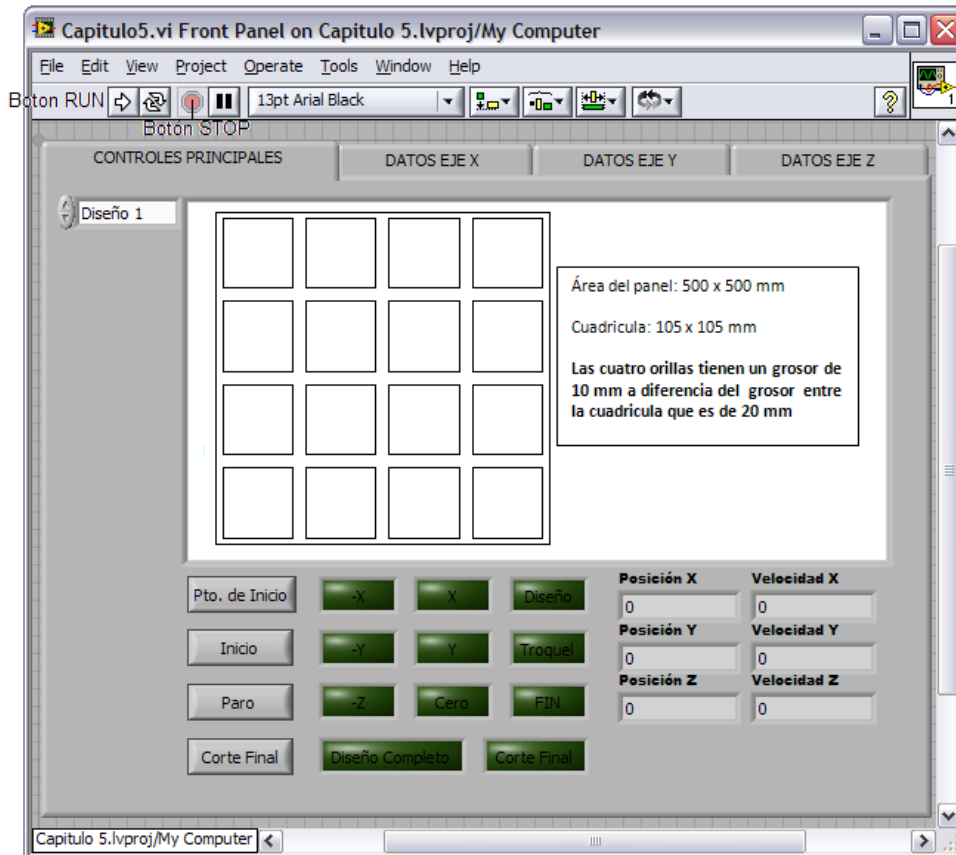 Capitulo5.vi Front Panel on Capitulo 5.lvproj/My Computer
File Edit View Project Operate Tools Window Help
Boton RUN
13pt Arial Black
1
Botón STOP
CONTROLES PRINCIPALES
DATOS EJE X
DATOS EJE Y
DATOS EJE Z
Diseño 1
Área del panel: 500 x 500 mm
Cuadricula: 105 x 105 mm
Las cuatro orillas tienen un grosor de
10 mm a diferencia del grosor entre
la cuadricula que es de 20 mm
Pto. de Inicio
-X
X
Diseño
Posición X
Velocidad X
0
0
Inicio
-Y
Y
Troquel
Posición Y
Velocidad Y
0
0
Paro
-Z
Cero
FIN
Posición Z
Velocidad Z
0
0
Corte Final
Diseño Completo
Corte Final
Capitulo 5.lvproj/My Computer